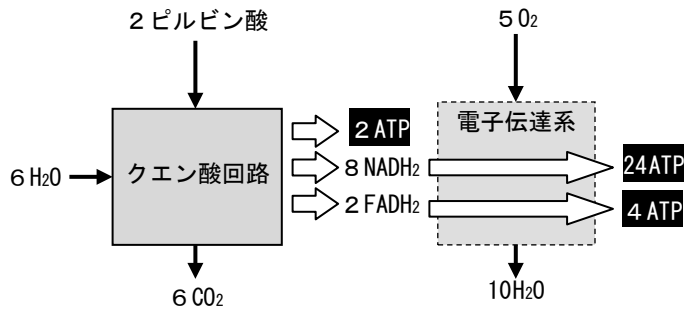 ２ピルビン酸
５O₂
２ATP
電子伝達系
６H₂O
クエン酸回路
８NADH₂
24ATP
２FADH₂
４ATP
６CO₂
10H₂O